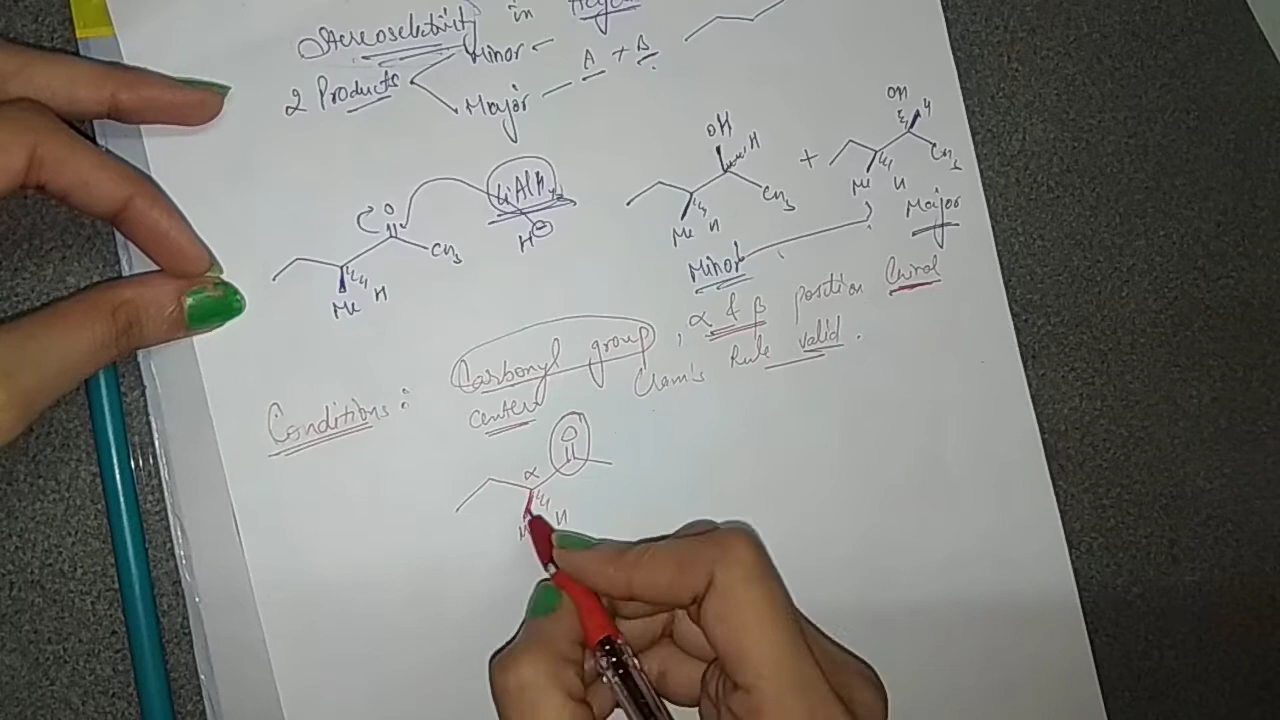 Stereoselectivity in
2 Products
Minor
Major — A + B
LiAlH4
H⊖
O
CH3
Me H
OH
H
CH3
Me H
Minor
+
OH
H
CH3
Me H
Major
Conditions : Carbonyl group , α & β position Chiral
center Cram's Rule valid .
O
α
H